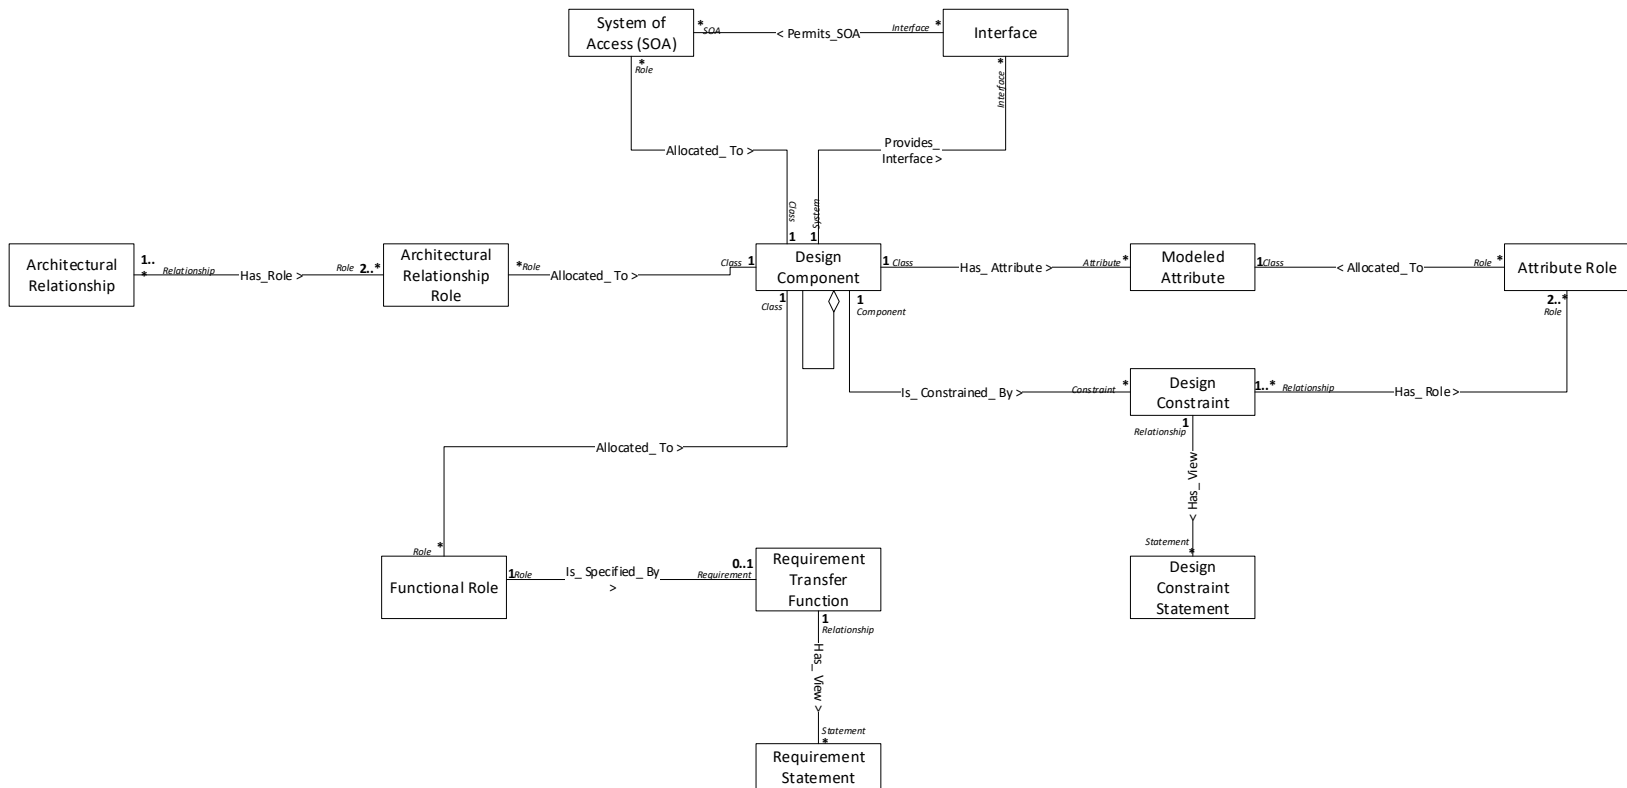 System of
Access (SOA)
*
SOA
< Permits_SOA
Interface
*
Interface
*
Role
*
Interface
Allocated_ To >
Provides_
Interface >
Class
1
System
1
Architectural
Relationship
1..
*
Relationship
Has_Role >
Role
2..*
Architectural
Relationship
Role
*
Role
Allocated_ To >
Class
1
Design
Component
1
Class
Has_ Attribute >
Attribute
*
Modeled
Attribute
1
Class
< Allocated_ To
Role
*
Attribute Role
1
Class
1
Component
2..*
Role
Is_ Constrained_ By >
Constraint
*
Design
Constraint
1..*
Relationship
Has_ Role >
1
Relationship
Allocated_ To >
< Has_ View
Statement
*
Design
Constraint
Statement
Role
*
Functional Role
1
Role
Is_ Specified_ By
>
0..1
Requirement
Requirement
Transfer
Function
1
Relationship
Has_ View >
Statement
*
Requirement
Statement